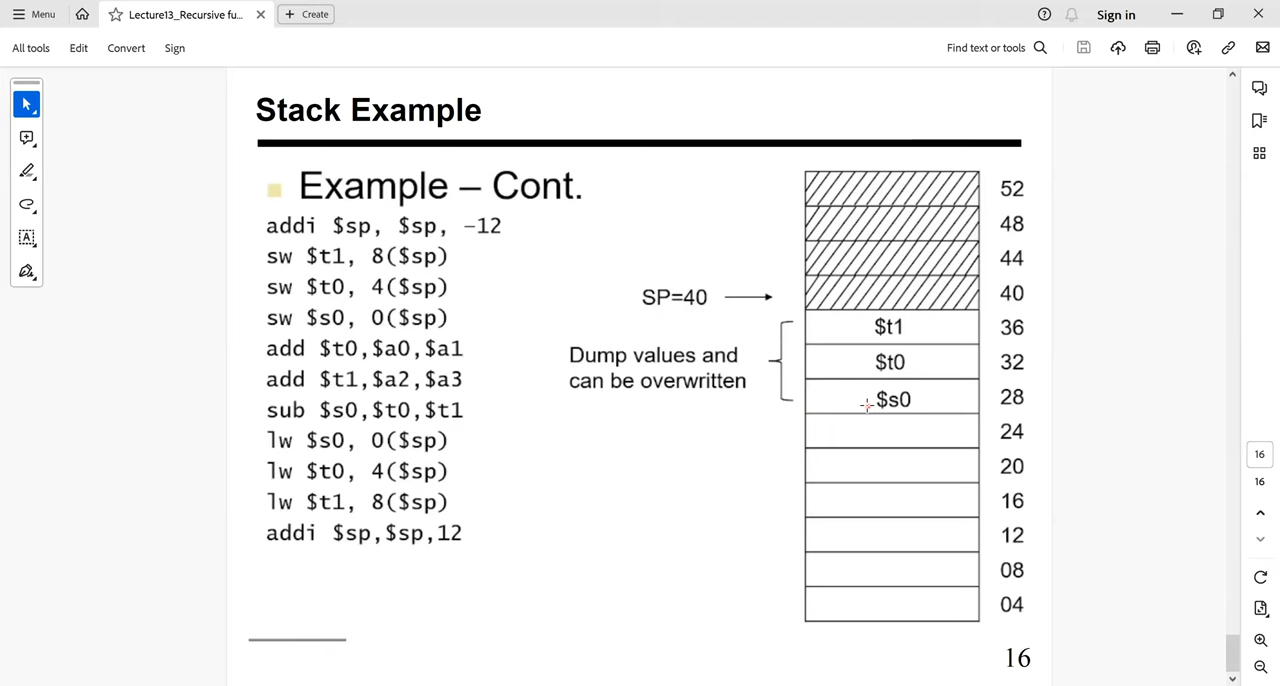 Menu
Lecture13_Recursive fu...
Create
Sign in
All tools
Edit
Convert
Sign
Find text or tools
Stack Example
Example – Cont.
addi $sp, $sp, –12
sw $t1, 8($sp)
sw $t0, 4($sp)
sw $s0, 0($sp)
add $t0,$a0,$a1
add $t1,$a2,$a3
sub $s0,$t0,$t1
lw $s0, 0($sp)
lw $t0, 4($sp)
lw $t1, 8($sp)
addi $sp,$sp,12
SP=40
Dump values and
can be overwritten
52
48
44
40
$t1 36
$t0 32
$s0 28
24
20
16
12
08
04
16
16
16